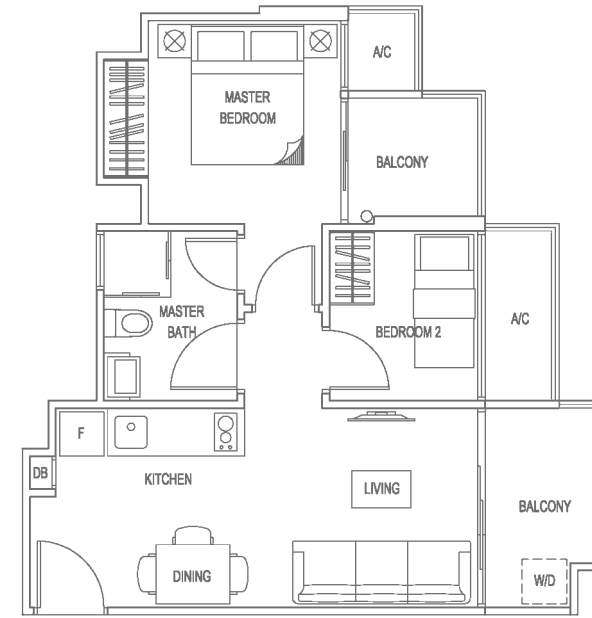 A/C
MASTER
BEDROOM
BALCONY
MASTER
BATH
BEDROOM 2
A/C
F
DB
KITCHEN
LIVING
BALCONY
DINING
W/D